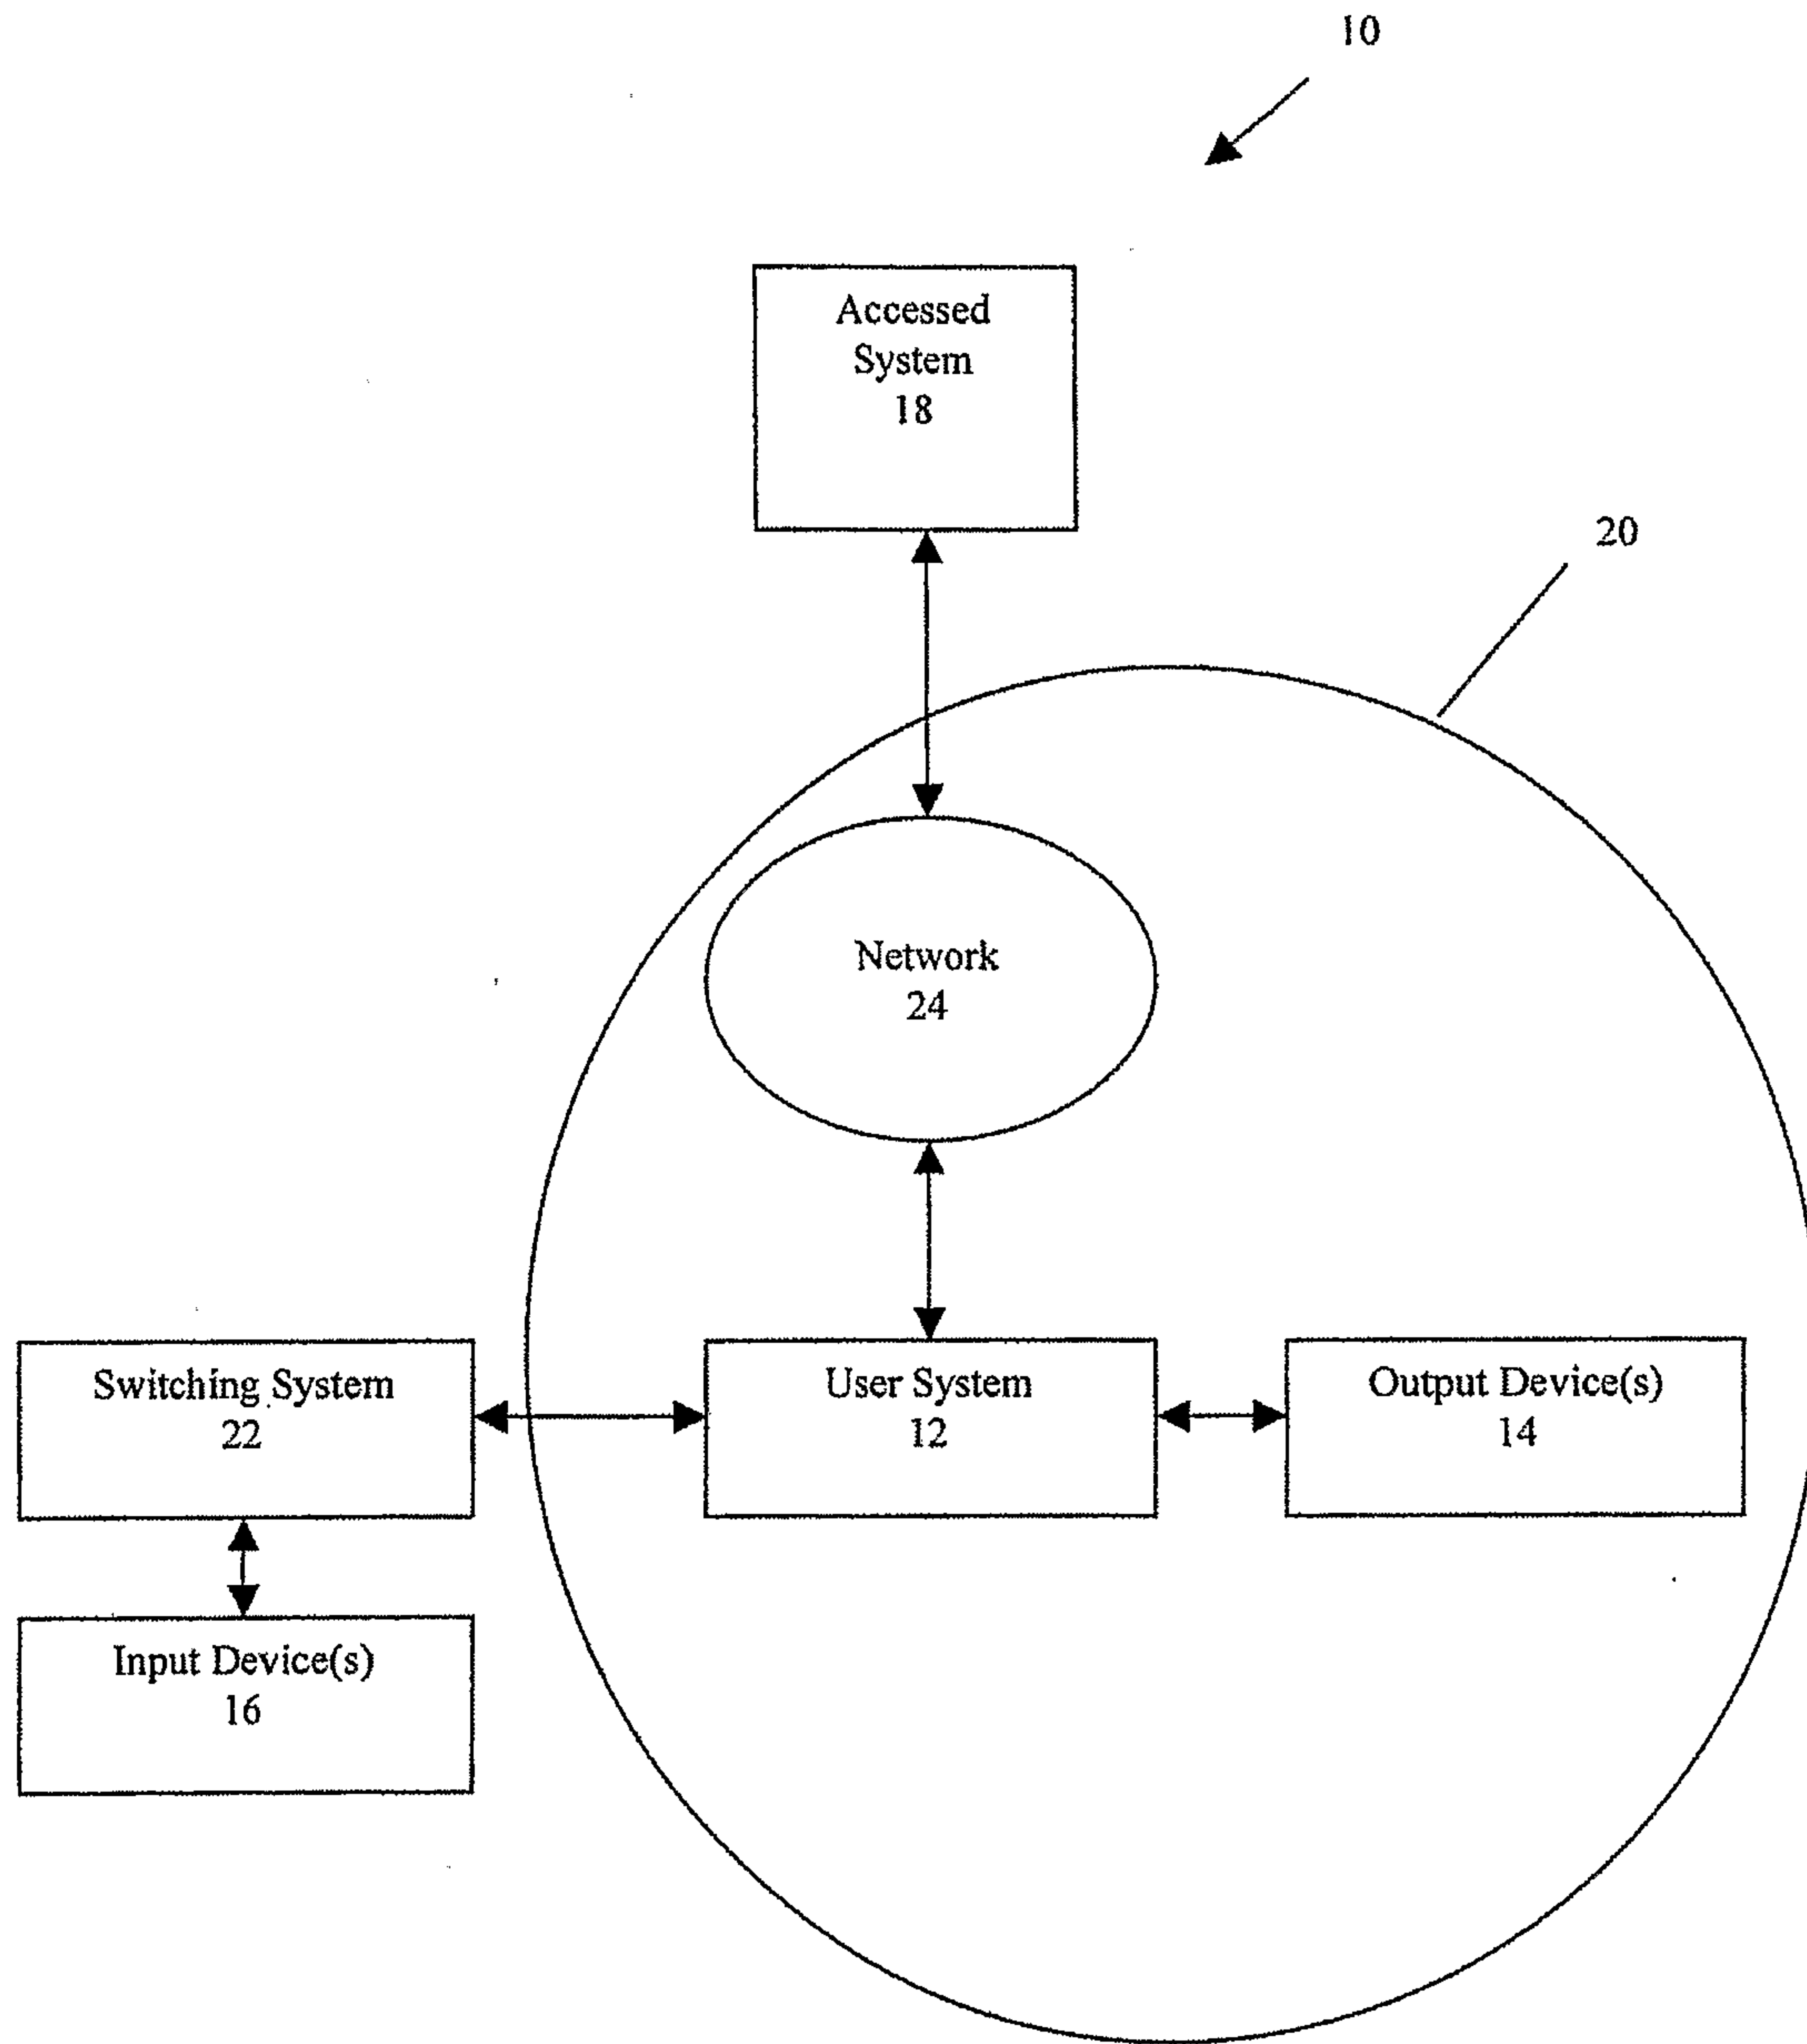 10
Accessed
System
18
20
Network
24
Switching System
22
User System
12
Output Device(s)
14
Input Device(s)
16